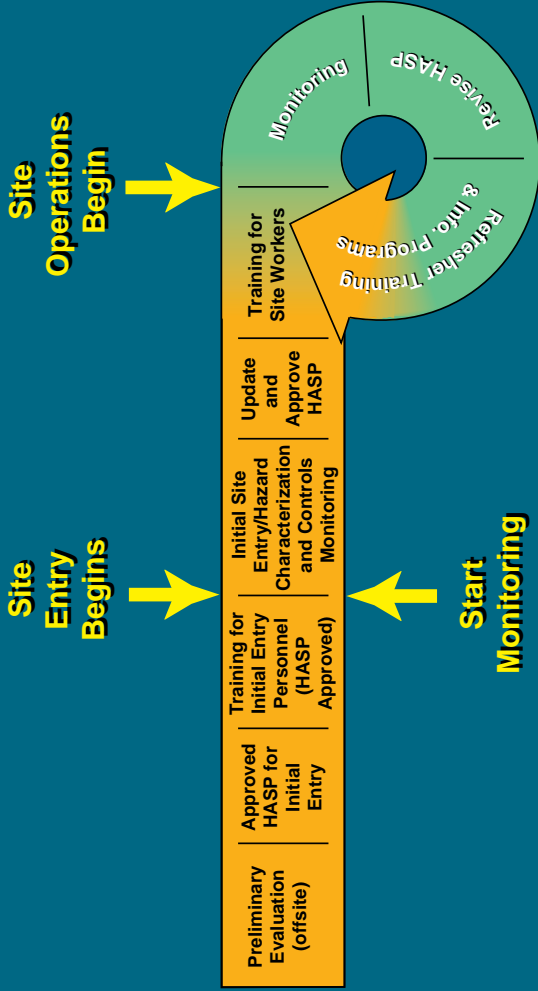 Site
Entry
Begins
Site
Operations
Begin
Preliminary
Evaluation
(offsite)
Approved
HASP for
Initial
Entry
Training for
Initial Entry
Personnel
(HASP
Approved)
Initial Site
Entry/Hazard
Characterization
and Controls
Monitoring
Update
and
Approve
HASP
Training for
Site Workers
Monitoring
Revise HASP
Refresher Training
& Info. Programs
Start
Monitoring